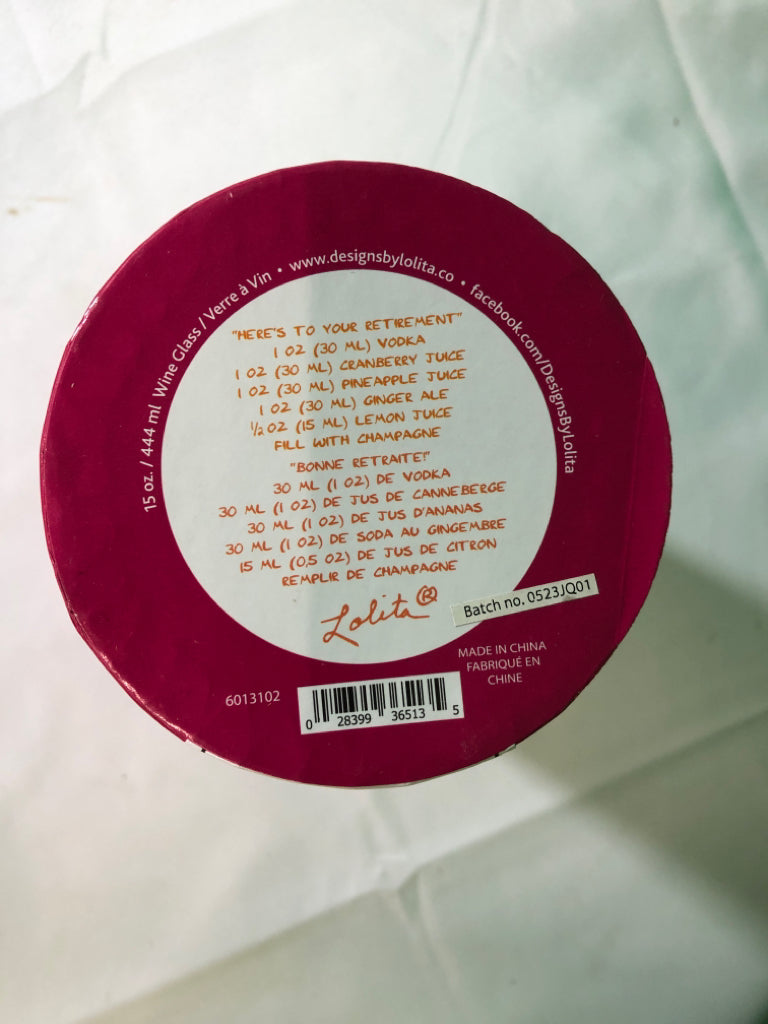 15 oz. / 444 ml Wine Glass / Verre à Vin • www.designsbylolita.co • facebook.com/DesignsByLolita
"HERE'S TO YOUR RETIREMENT"
1 OZ (30 ML) VODKA
1 OZ (30 ML) CRANBERRY JUICE
1 OZ (30 ML) PINEAPPLE JUICE
1 OZ (30 ML) GINGER ALE
½ OZ (15 ML) LEMON JUICE
FILL WITH CHAMPAGNE
"BONNE RETRAITE!"
30 ML (1 OZ) DE VODKA
30 ML (1 OZ) DE JUS DE CANNEBERGE
30 ML (1 OZ) DE JUS D'ANANAS
30 ML (1 OZ) DE SODA AU GINGEMBRE
15 ML (0,5 OZ) DE JUS DE CITRON
REMPLIR DE CHAMPAGNE
Lolita®
Batch no. 0523JQ01
MADE IN CHINA
FABRIQUÉ EN
CHINE
6013102
0 28399 36513 5